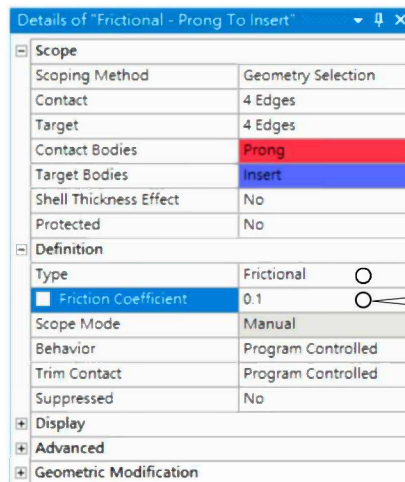 Details of "Frictional - Prong To Insert"
Scope
Scoping Method Geometry Selection
Contact 4 Edges
Target 4 Edges
Contact Bodies Prong
Target Bodies Insert
Shell Thickness Effect No
Protected No
Definition
Type Frictional
Friction Coefficient 0.1
Scope Mode Manual
Behavior Program Controlled
Trim Contact Program Controlled
Suppressed No
Display
Advanced
Geometric Modification